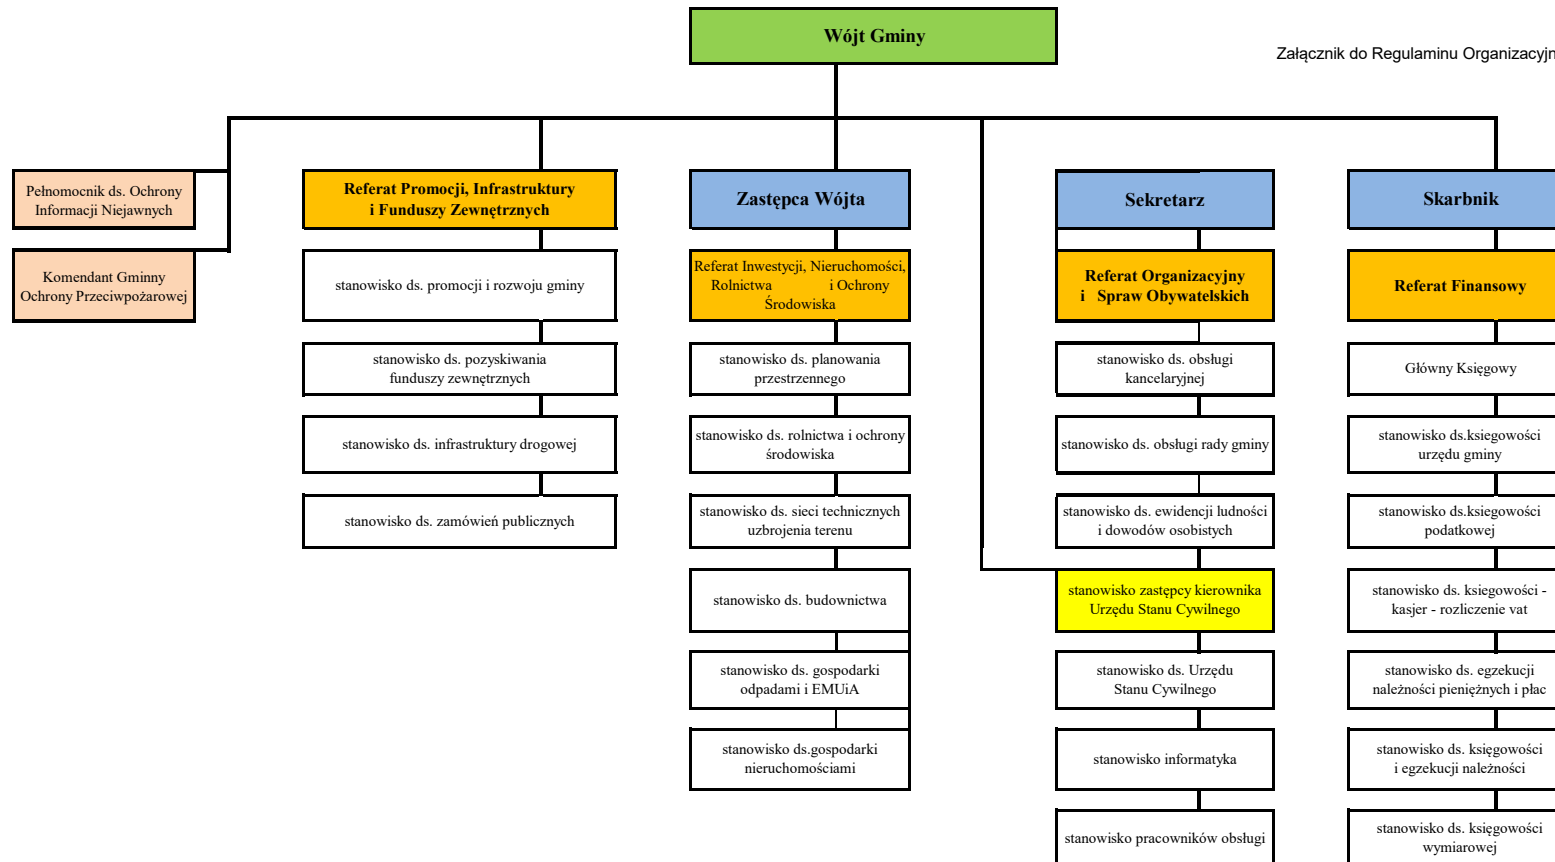 Wójt Gminy
Załącznik do Regulaminu Organizacyjn
Pełnomocnik ds. Ochrony
Informacji Niejawnych
Komendant Gminny
Ochrony Przeciwpożarowej
Referat Promocji, Infrastruktury
i Funduszy Zewnętrznych
stanowisko ds. promocji i rozwoju gminy
stanowisko ds. pozyskiwania
funduszy zewnętrznych
stanowisko ds. infrastruktury drogowej
stanowisko ds. zamówień publicznych
Zastępca Wójta
Referat Inwestycji, Nieruchomości,
Rolnictwa i Ochrony
Środowiska
stanowisko ds. planowania
przestrzennego
stanowisko ds. rolnictwa i ochrony
środowiska
stanowisko ds. sieci technicznych
uzbrojenia terenu
stanowisko ds. budownictwa
stanowisko ds. gospodarki
odpadami i EMUiA
stanowisko ds.gospodarki
nieruchomościami
Sekretarz
Referat Organizacyjny
i Spraw Obywatelskich
stanowisko ds. obsługi
kancelaryjnej
stanowisko ds. obsługi rady gminy
stanowisko ds. ewidencji ludności
i dowodów osobistych
stanowisko zastępcy kierownika
Urzędu Stanu Cywilnego
stanowisko ds. Urzędu
Stanu Cywilnego
stanowisko informatyka
stanowisko pracowników obsługi
Skarbnik
Referat Finansowy
Główny Księgowy
stanowisko ds.ksiegowości
urzędu gminy
stanowisko ds.ksiegowości
podatkowej
stanowisko ds. ksiegowości -
kasjer - rozliczenie vat
stanowisko ds. egzekucji
należności pieniężnych i płac
stanowisko ds. księgowości
i egzekucji należności
stanowisko ds. księgowości
wymiarowej